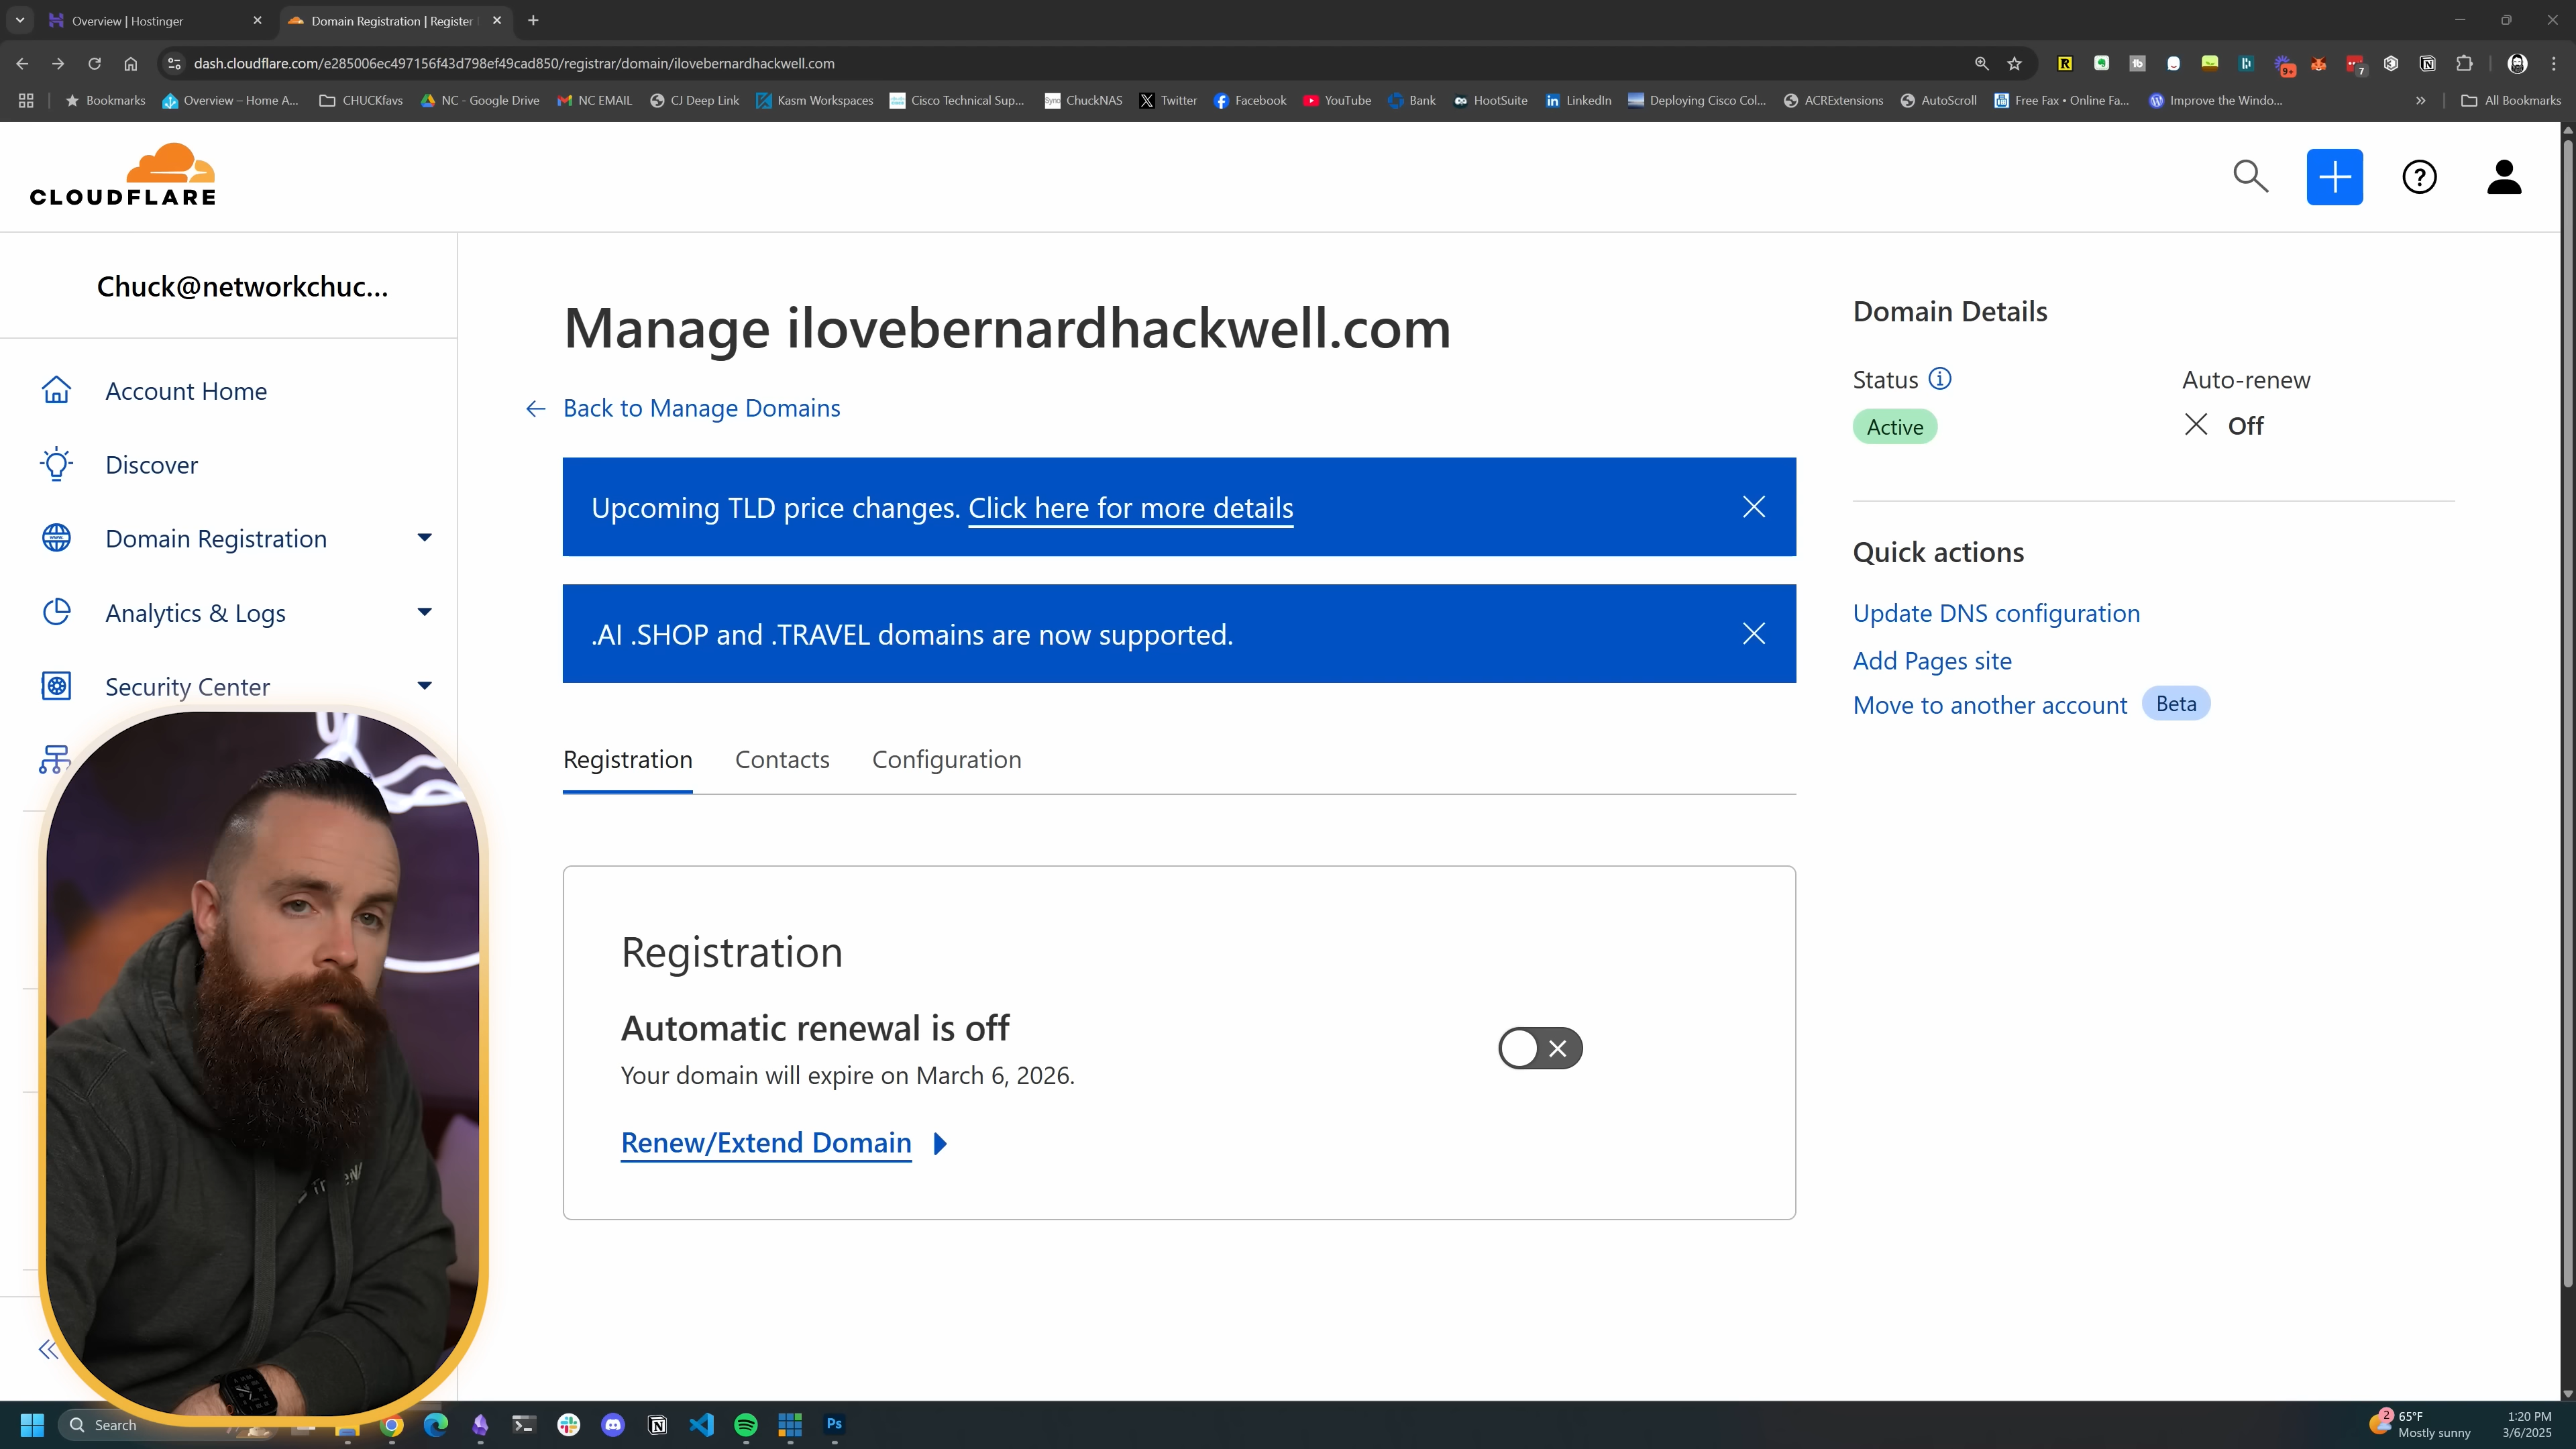 Overview | Hostinger
Domain Registration | Register
dash.cloudflare.com/e285006ec497156f43d798ef49cad850/registrar/domain/ilovebernardhackwell.com
9+
7
Bookmarks
Overview – Home A...
CHUCKfavs
NC - Google Drive
NC EMAIL
CJ Deep Link
Kasm Workspaces
Cisco Technical Sup...
ChuckNAS
Twitter
Facebook
YouTube
Bank
HootSuite
LinkedIn
Deploying Cisco Col...
ACRExtensions
AutoScroll
Free Fax • Online Fa...
Improve the Windo...
All Bookmarks
CLOUDFLARE
Chuck@networkchuc...
Account Home
Discover
Domain Registration
Analytics & Logs
Security Center
Manage ilovebernardhackwell.com
Back to Manage Domains
Upcoming TLD price changes. Click here for more details
.AI .SHOP and .TRAVEL domains are now supported.
Registration
Contacts
Configuration
Registration
Automatic renewal is off
Your domain will expire on March 6, 2026.
Renew/Extend Domain
Domain Details
Status
Auto-renew
Active
Off
Quick actions
Update DNS configuration
Add Pages site
Move to another account
Beta
Search
Ps
2
65°F
Mostly sunny
1:20 PM
3/6/2025